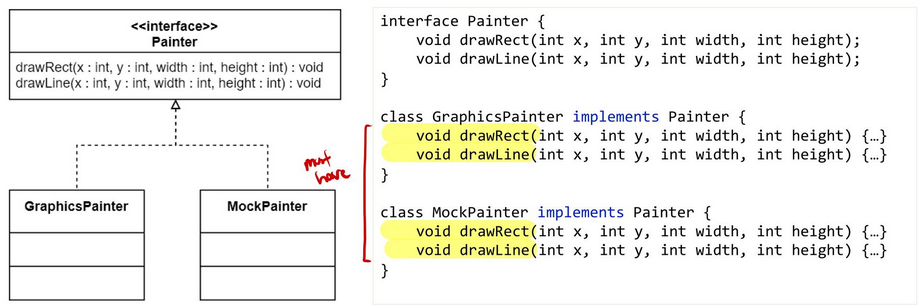 <<interface>>
Painter
drawRect(x : int, y : int, width : int, height : int) : void
drawLine(x : int, y : int, width : int, height : int) : void
GraphicsPainter
MockPainter
must
have
interface Painter {
void drawRect(int x, int y, int width, int height);
void drawLine(int x, int y, int width, int height);
}
class GraphicsPainter implements Painter {
void drawRect(int x, int y, int width, int height) {…}
void drawLine(int x, int y, int width, int height) {…}
}
class MockPainter implements Painter {
void drawRect(int x, int y, int width, int height) {…}
void drawLine(int x, int y, int width, int height) {…}
}